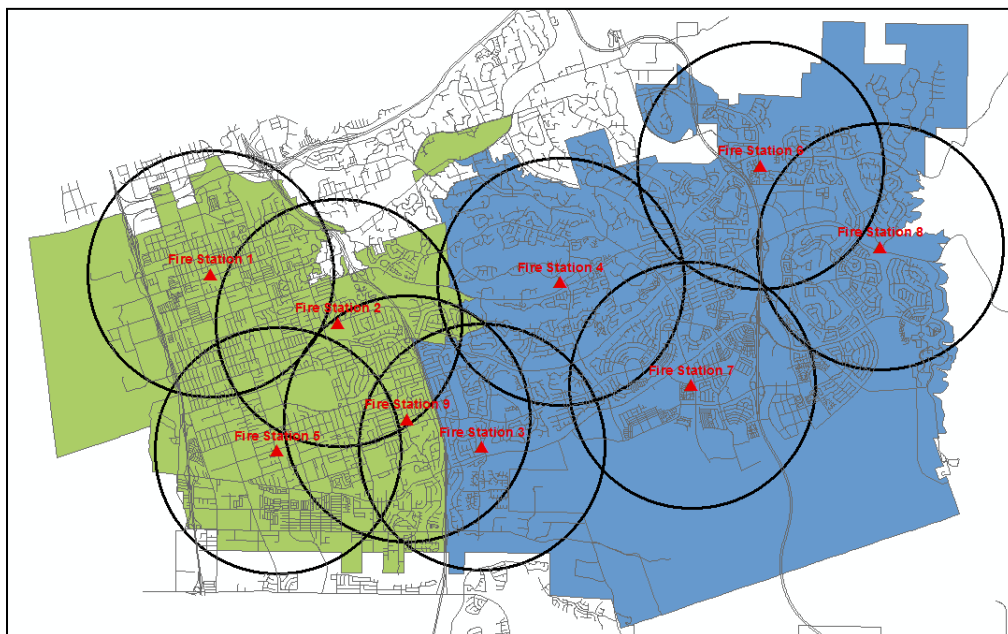 Fire Station 6
Fire Station 8
Fire Station 1
Fire Station 4
Fire Station 2
Fire Station 7
Fire Station 9
Fire Station 5
Fire Station 3